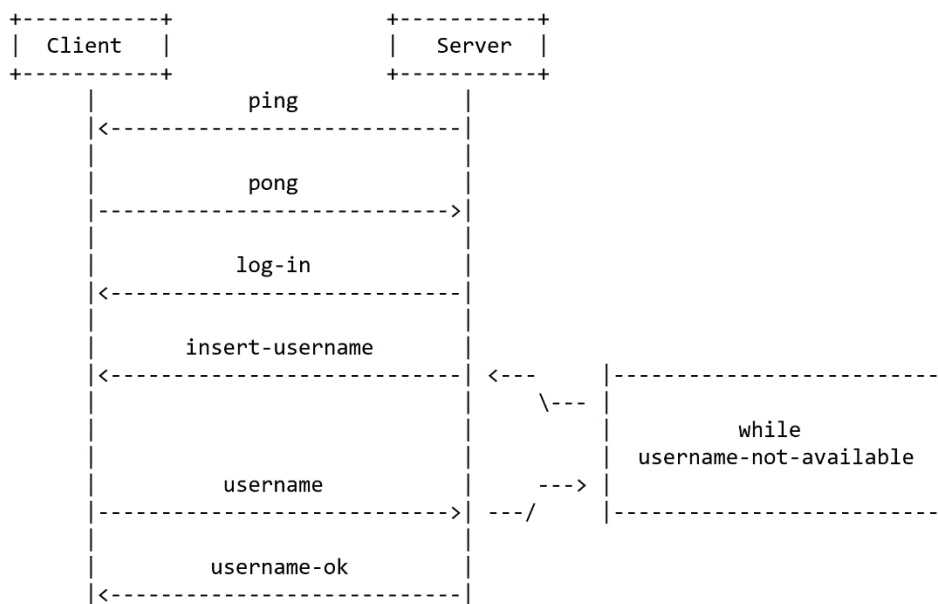 Client Server
ping
pong
log-in
insert-username
while
username-not-available
username
username-ok